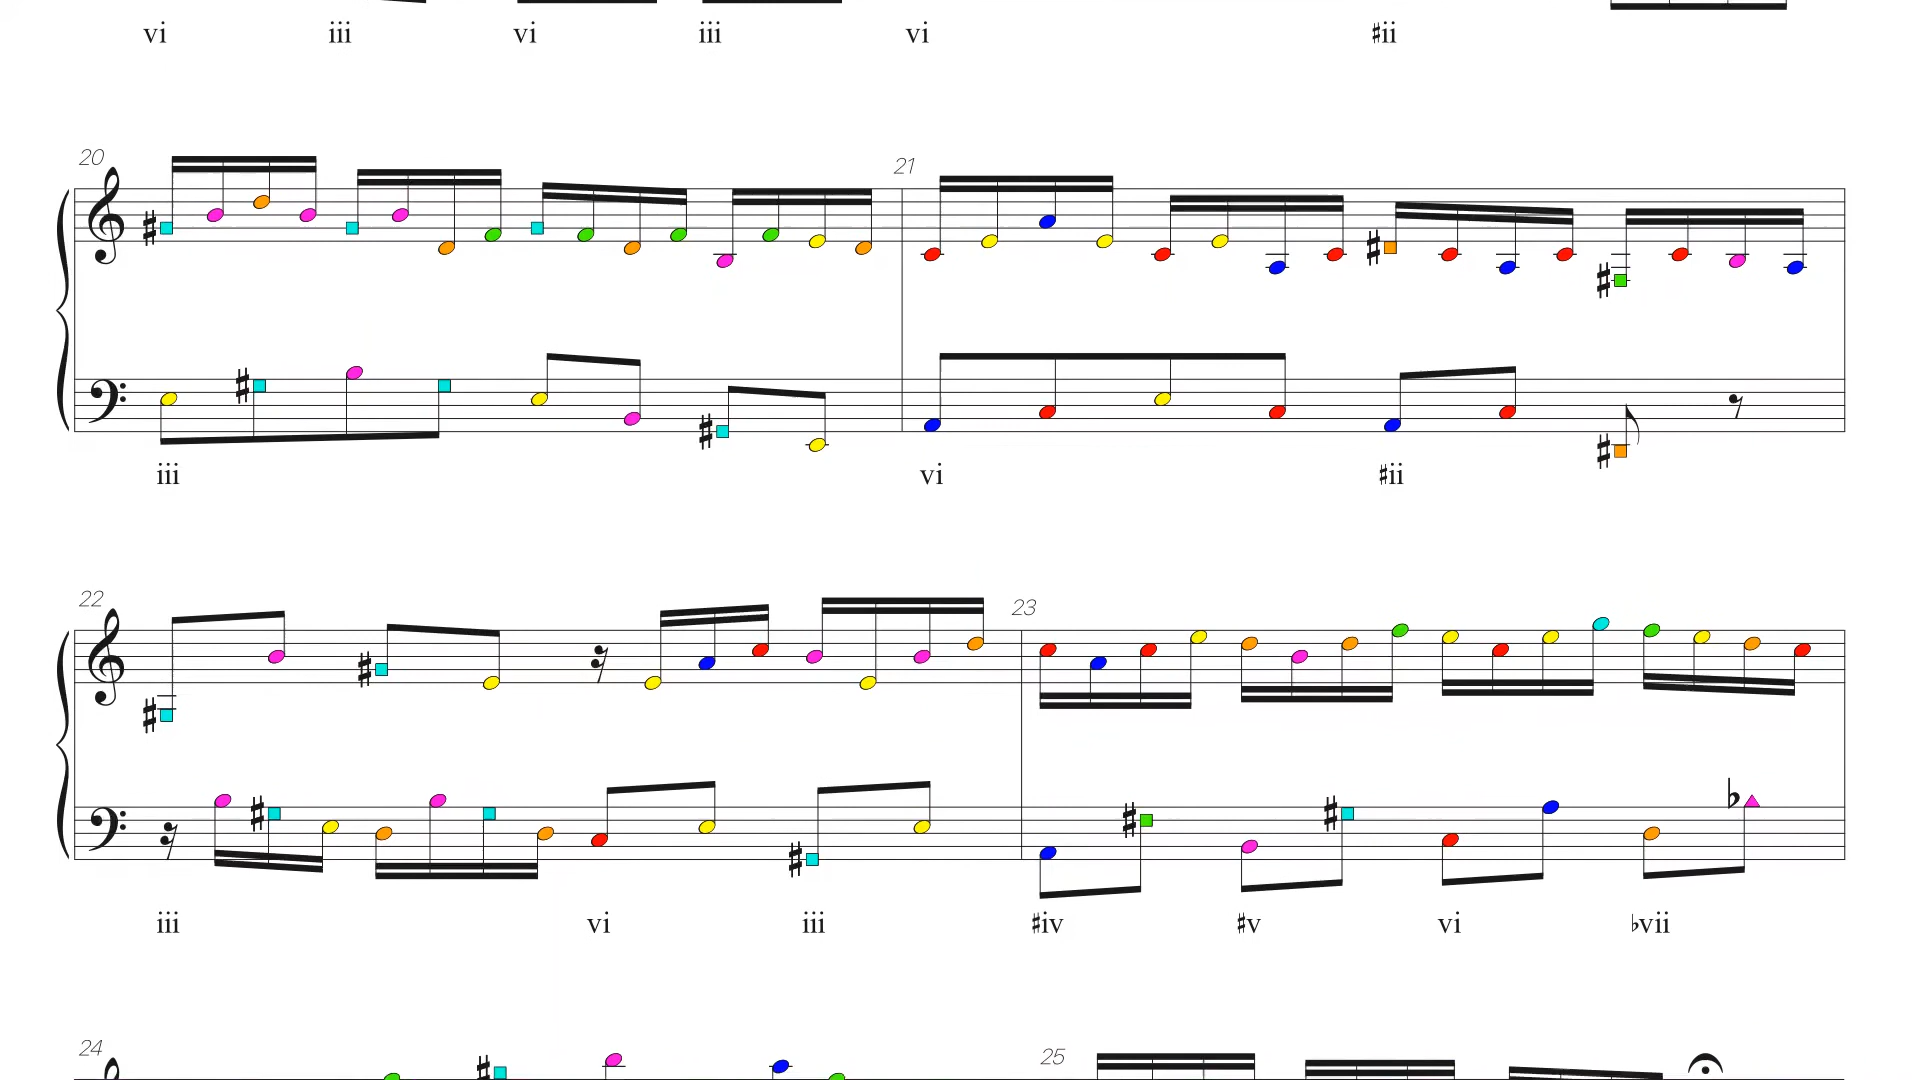 vi iii vi iii vi ♯ii
20 21
iii vi ♯ii
22 23
iii vi iii ♯iv ♯v vi ♭vii
24 25